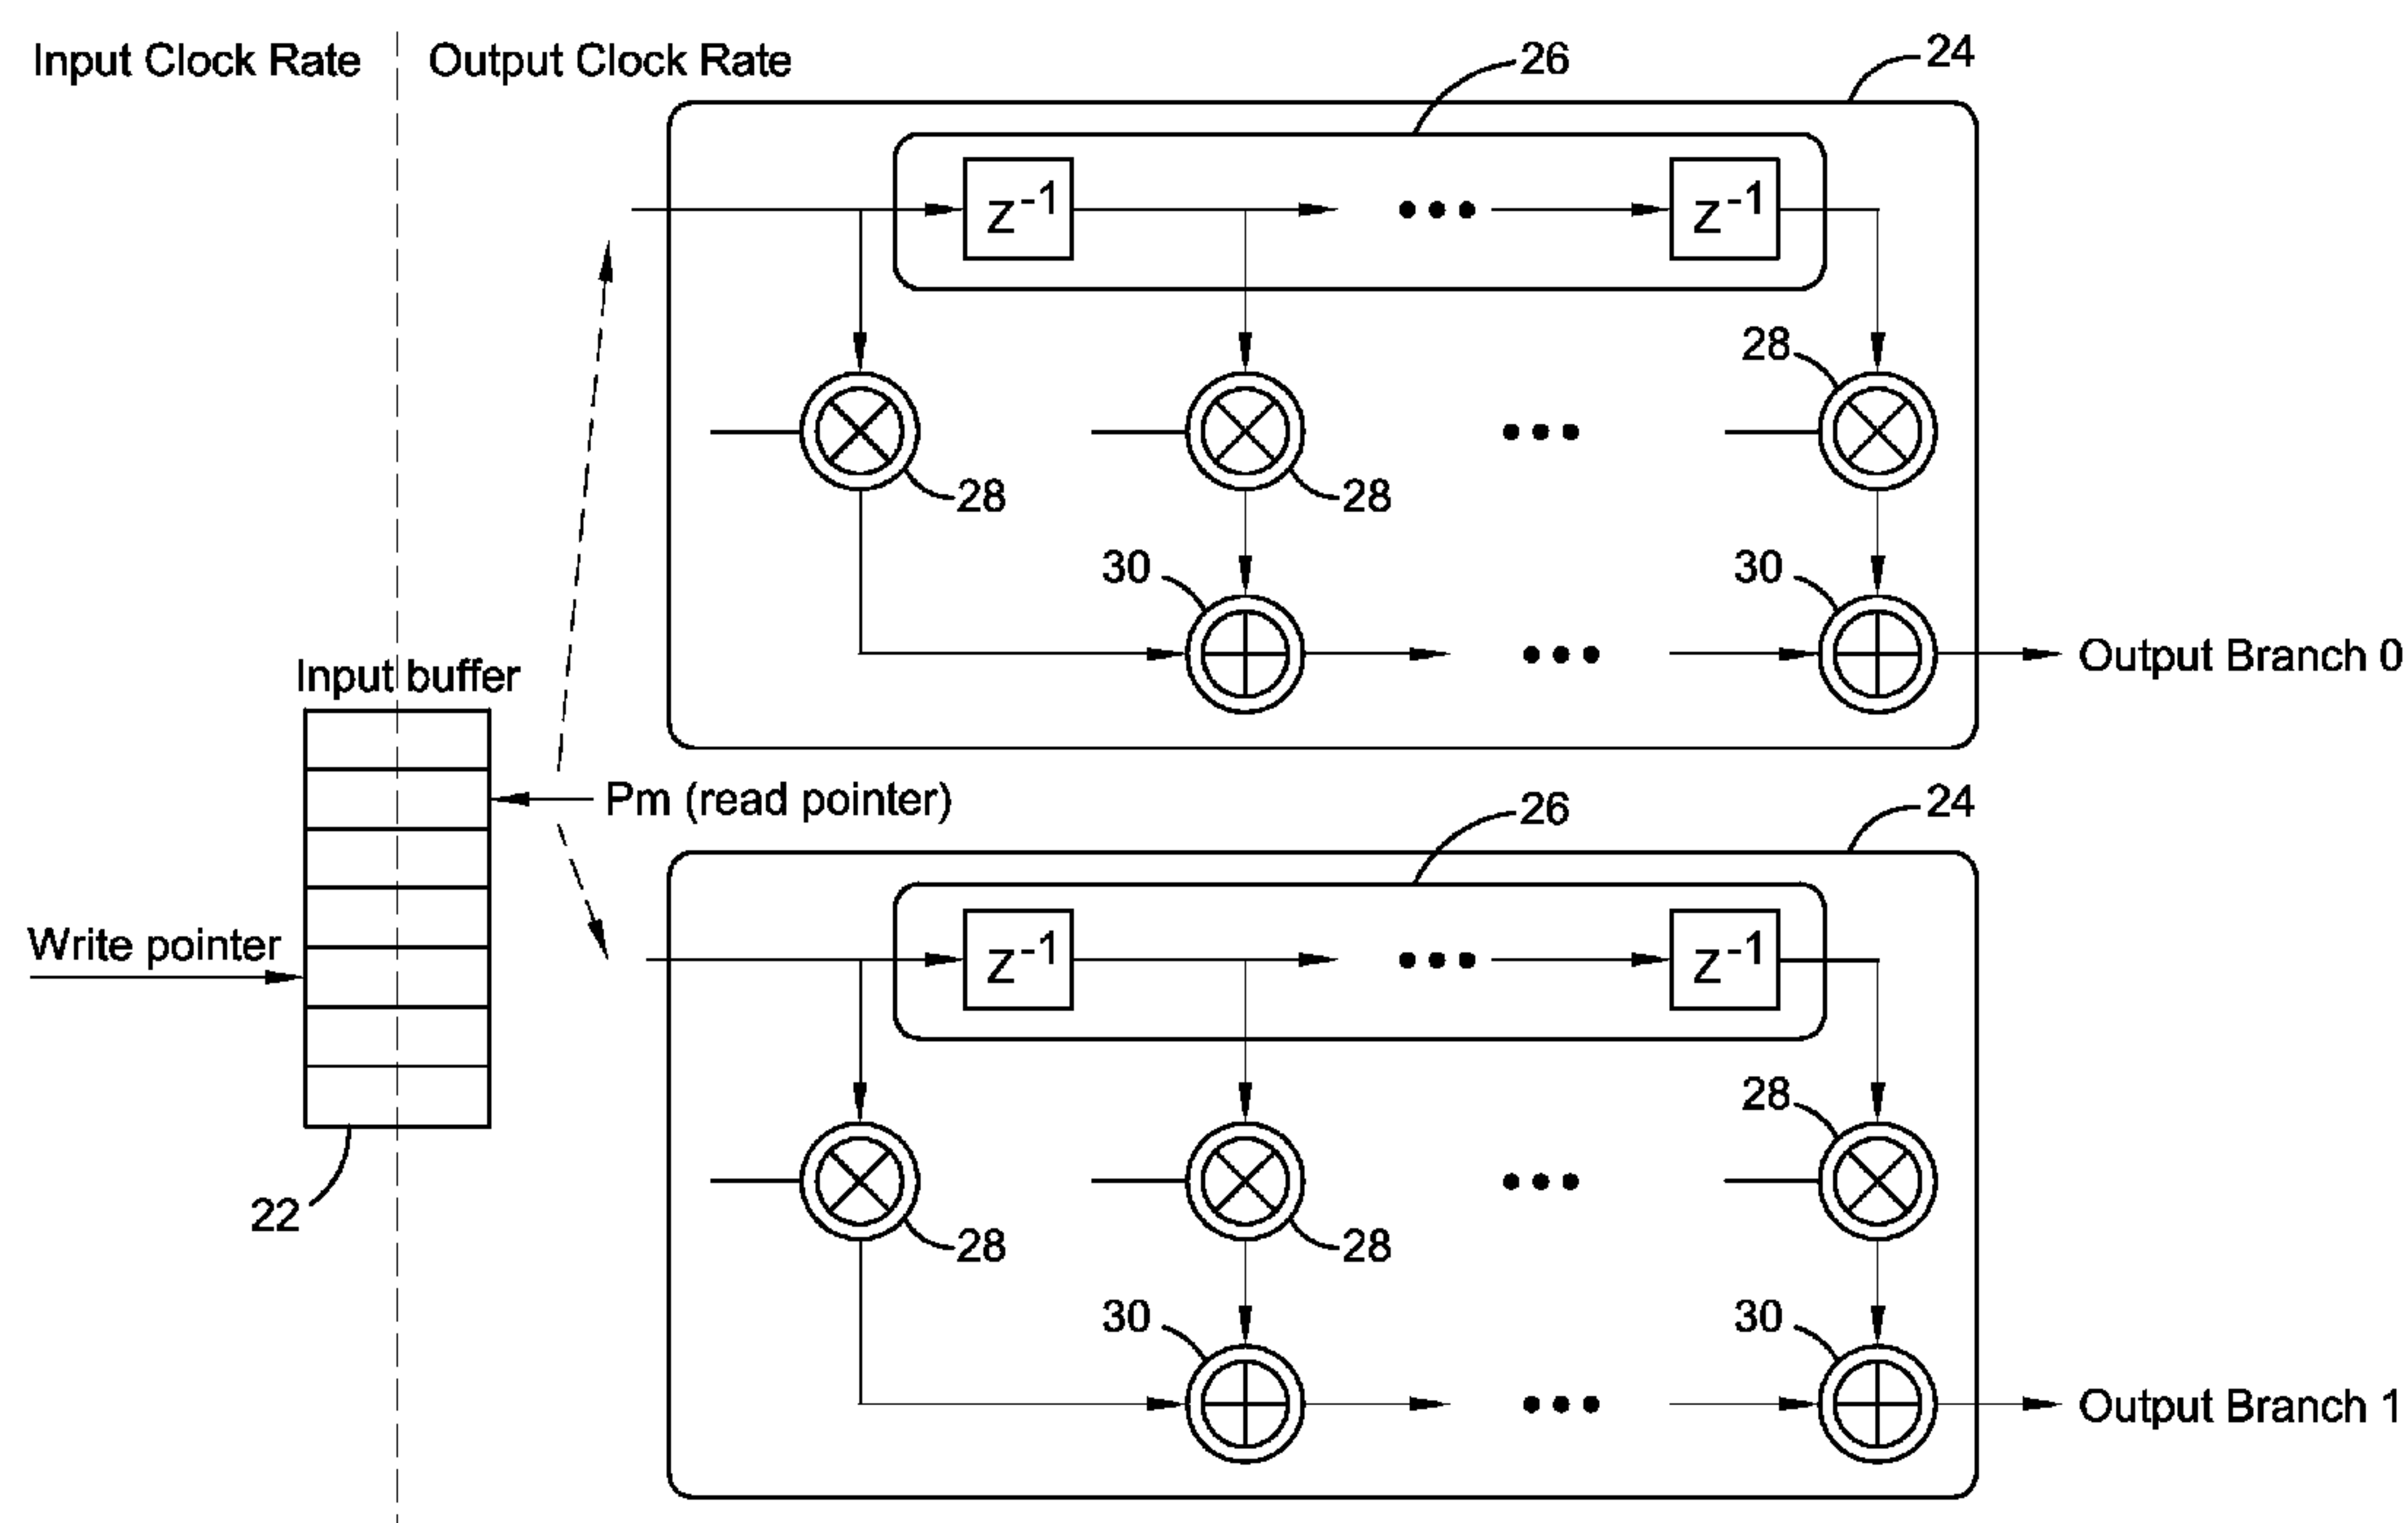 Input Clock Rate
Output Clock Rate
26
24
z⁻¹
z⁻¹
28
28
28
30
30
Output Branch 0
Input buffer
Pm (read pointer)
26
24
Write pointer
z⁻¹
z⁻¹
28
22
28
28
30
30
Output Branch 1